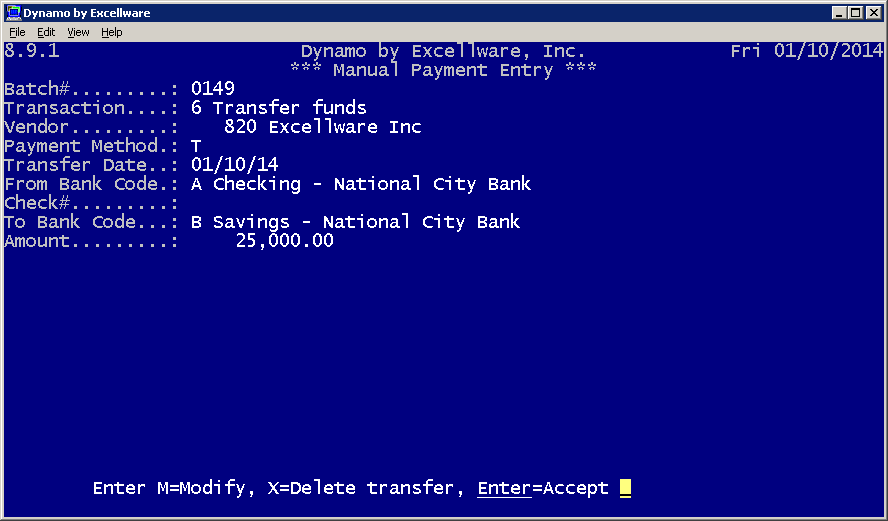 Dynamo by Excellware
File Edit View Help
8.9.1 Dynamo by Excellware, Inc. Fri 01/10/2014
*** Manual Payment Entry ***
Batch#.........: 0149
Transaction....: 6 Transfer funds
Vendor.........: 820 Excellware Inc
Payment Method.: T
Transfer Date..: 01/10/14
From Bank Code.: A Checking - National City Bank
Check#.........:
To Bank Code...: B Savings - National City Bank
Amount.........: 25,000.00
Enter M=Modify, X=Delete transfer, Enter=Accept